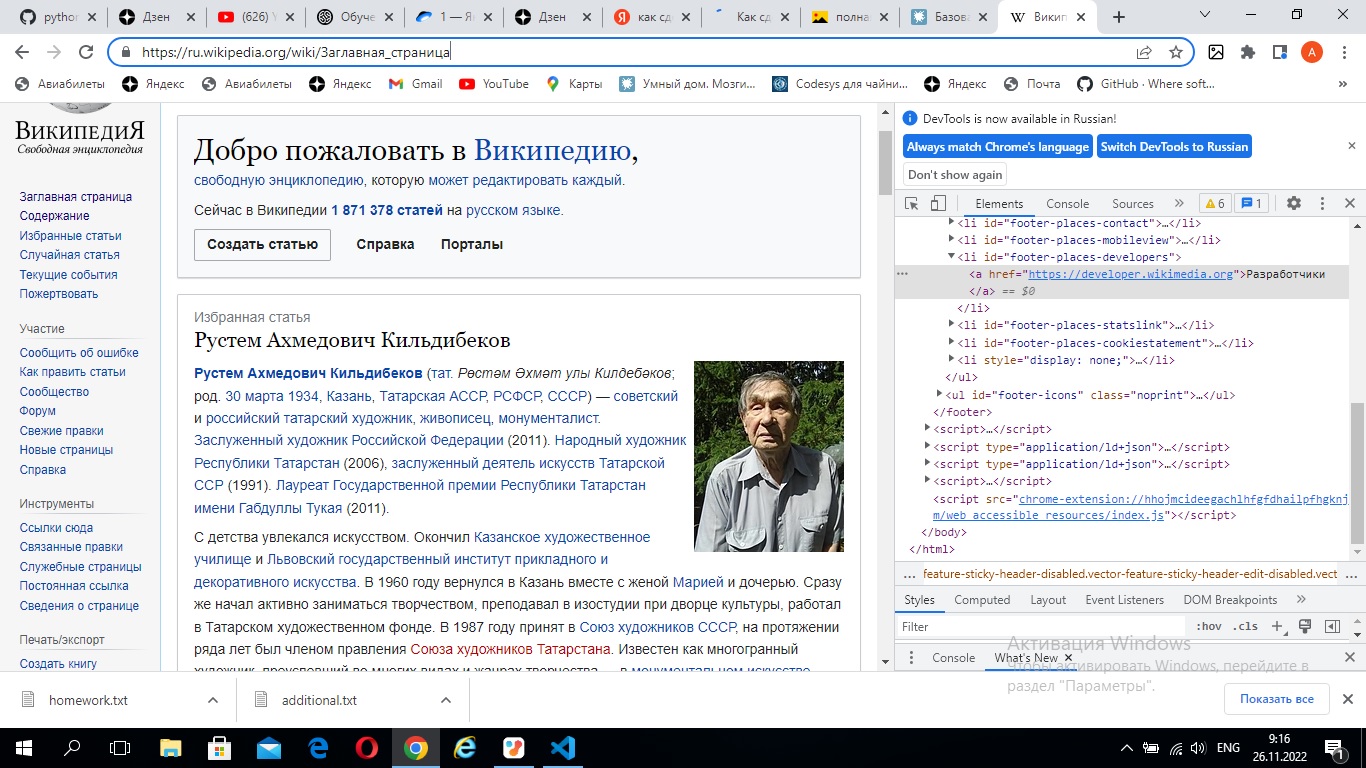 python
Дзен
(626) Y
Обуче
1 — Ян
Дзен
как сд
Как сд
полна
Базова
Викип
https://ru.wikipedia.org/wiki/Заглавная_страница
A
Авиабилеты
Яндекс
Авиабилеты
Яндекс
Gmail
YouTube
Карты
Умный дом. Мозги...
Codesys для чайни...
Яндекс
Почта
GitHub · Where soft...
»
ВикипедиЯ
Свободная энциклопедия
Заглавная страница
Содержание
Избранные статьи
Случайная статья
Текущие события
Пожертвовать
Участие
Сообщить об ошибке
Как править статьи
Сообщество
Форум
Свежие правки
Новые страницы
Справка
Инструменты
Ссылки сюда
Связанные правки
Служебные страницы
Постоянная ссылка
Сведения о странице
Печать/экспорт
Создать книгу
Добро пожаловать в Википедию,
свободную энциклопедию, которую может редактировать каждый.
Сейчас в Википедии 1 871 378 статей на русском языке.
Создать статью Справка Порталы
Избранная статья
Рустем Ахмедович Кильдибеков
Рустем Ахмедович Кильдибеков (тат. Рөстәм Әхмәт улы Килдебәков;
род. 30 марта 1934, Казань, Татарская АССР, РСФСР, СССР) — советский
и российский татарский художник, живописец, монументалист.
Заслуженный художник Российской Федерации (2011). Народный художник
Республики Татарстан (2006), заслуженный деятель искусств Татарской
ССР (1991). Лауреат Государственной премии Республики Татарстан
имени Габдуллы Тукая (2011).
С детства увлекался искусством. Окончил Казанское художественное
училище и Львовский государственный институт прикладного и
декоративного искусства. В 1960 году вернулся в Казань вместе с женой Марией и дочерью. Сразу
же начал активно заниматься творчеством, преподавал в изостудии при дворце культуры, работал
в Татарском художественном фонде. В 1987 году принят в Союз художников СССР, на протяжении
ряда лет был членом правления Союза художников Татарстана. Известен как многогранный
художник, преуспевший во многих видах и жанрах творчества — в монументальном искусстве,
DevTools is now available in Russian!
Always match Chrome's language
Switch DevTools to Russian
Don't show again
Elements Console Sources » 6 1
<li id="footer-places-contact">…</li>
<li id="footer-places-mobileview">…</li>
<li id="footer-places-developers">
<a href="https://developer.wikimedia.org">Разработчики
</a> == $0
</li>
<li id="footer-places-statslink">…</li>
<li id="footer-places-cookiestatement">…</li>
<li style="display: none;">…</li>
</ul>
<ul id="footer-icons" class="noprint">…</ul>
</footer>
<script>…</script>
<script type="application/ld+json">…</script>
<script type="application/ld+json">…</script>
<script>…</script>
<script src="chrome-extension://hhojmcideegachlhfgfdhailpfhgknj
m/web_accessible_resources/index.js"></script>
</body>
</html>
... feature-sticky-header-disabled.vector-feature-sticky-header-edit-disabled.vect ...
Styles Computed Layout Event Listeners DOM Breakpoints »
Filter :hov .cls
Console What's New
Активация Windows
Чтобы активировать Windows, перейдите в
раздел "Параметры".
homework.txt
additional.txt
Показать все
ENG
9:16
26.11.2022
1